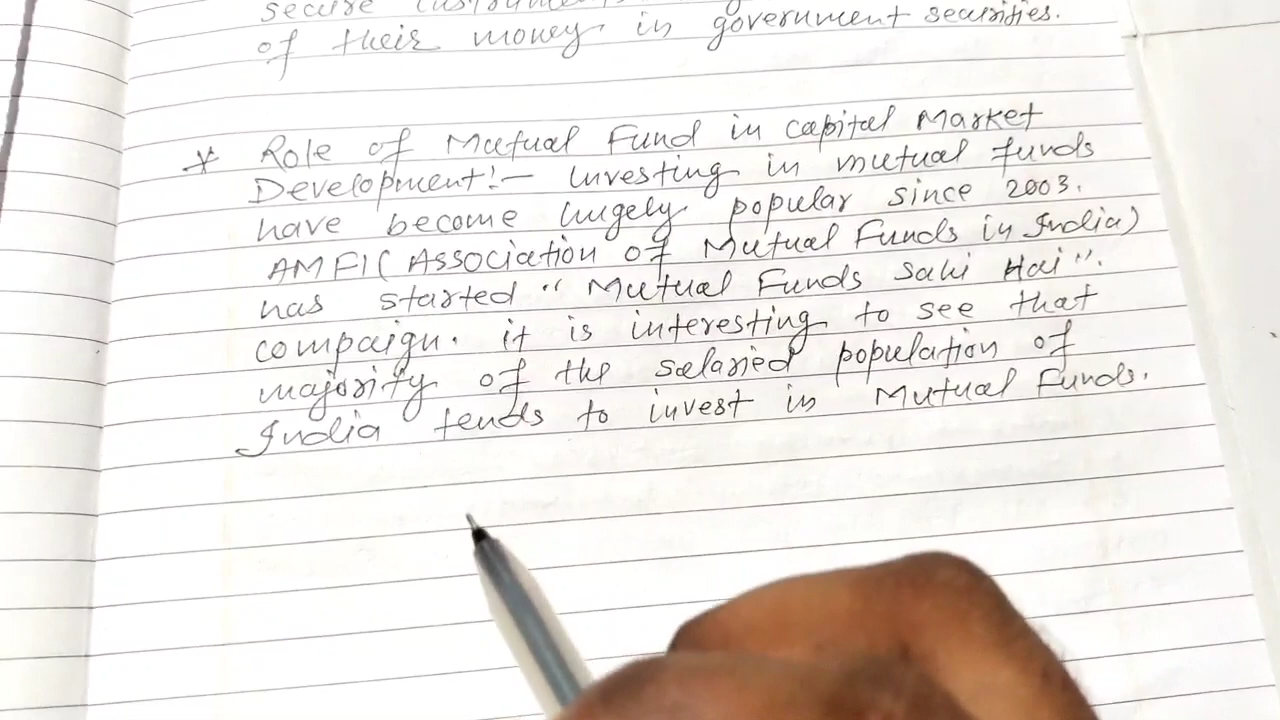 secure
of their money in government securities.
* Role of Mutual Fund in capital Market
Development:- Investing in mutual funds
have become hugely popular since 2003.
AMFI (Association of Mutual Funds in India)
has started "Mutual Funds Sahi Hai".
compaign. it is interesting to see that
majority of the salaried population of
India tends to invest in Mutual Funds.